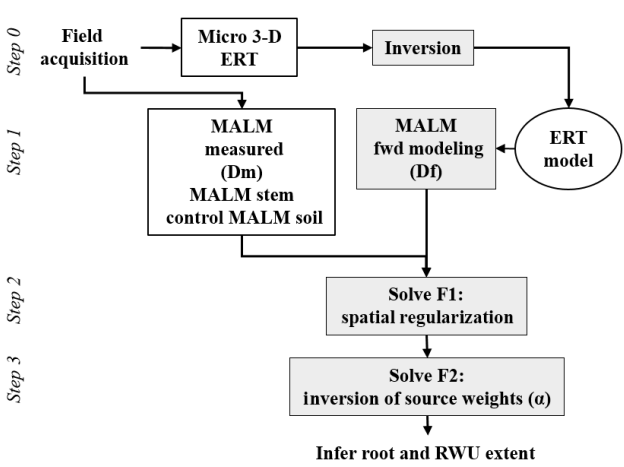 Step 0
Field
acquisition
Micro 3-D
ERT
Inversion
Step 1
MALM
measured
(Dm)
MALM stem
control MALM soil
MALM
fwd modeling
(Df)
ERT
model
Step 2
Solve F1:
spatial regularization
Step 3
Solve F2:
inversion of source weights (α)
Infer root and RWU extent